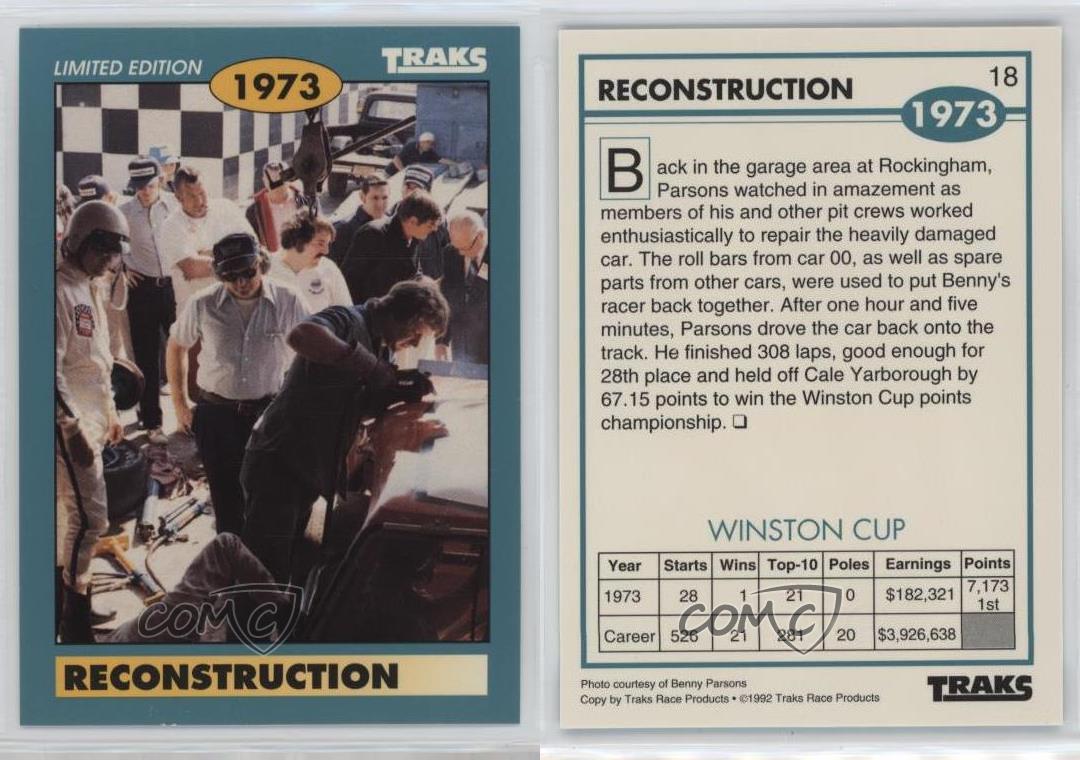 LIMITED EDITION
1973
TRAKS
RECONSTRUCTION
RECONSTRUCTION
18
1973
Back in the garage area at Rockingham,
Parsons watched in amazement as
members of his and other pit crews worked
enthusiastically to repair the heavily damaged
car. The roll bars from car 00, as well as spare
parts from other cars, were used to put Benny's
racer back together. After one hour and five
minutes, Parsons drove the car back onto the
track. He finished 308 laps, good enough for
28th place and held off Cale Yarborough by
67.15 points to win the Winston Cup points
championship. ❏
WINSTON CUP
Year Starts Wins Top-10 Poles Earnings Points
1973 28 1 21 0 $182,321 7,173
1st
Career 526 21 281 20 $3,926,638
Photo courtesy of Benny Parsons
Copy by Traks Race Products • ©1992 Traks Race Products
TRAKS
COMC
COMC